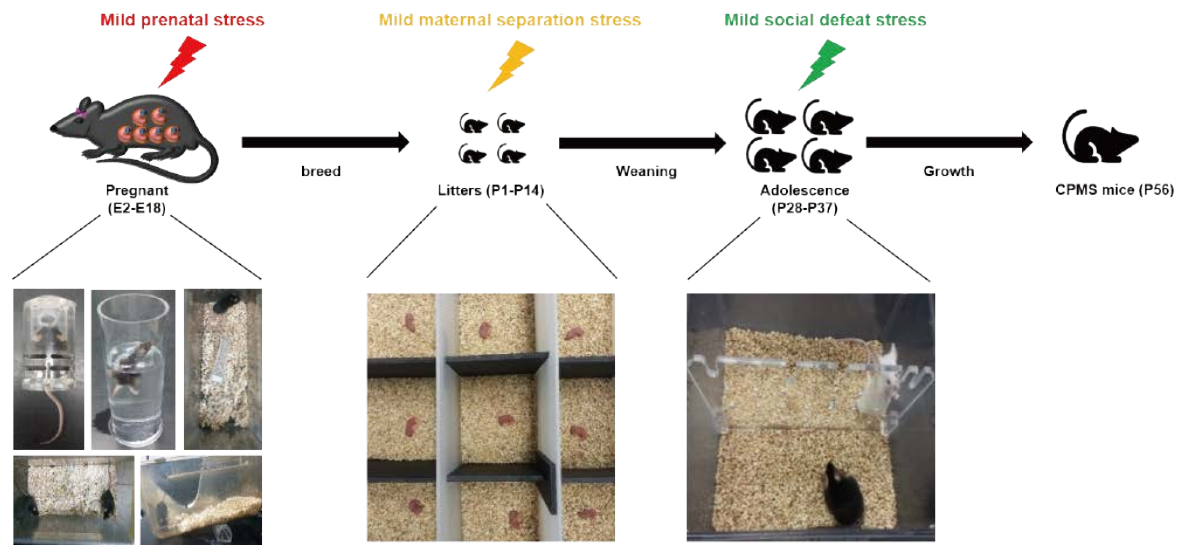 Mild prenatal stress
Mild maternal separation stress
Mild social defeat stress
breed
Weaning
Growth
Pregnant
(E2-E18)
Litters (P1-P14)
Adolescence
(P28-P37)
CPMS mice (P56)